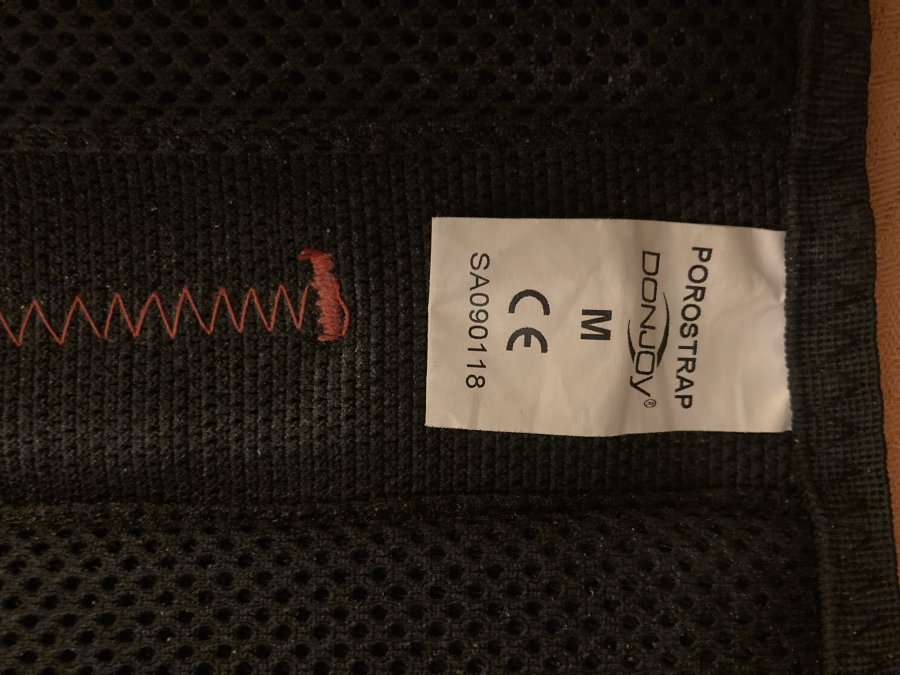 POROSTRAP
DONJOY®
M
CE
SA090118